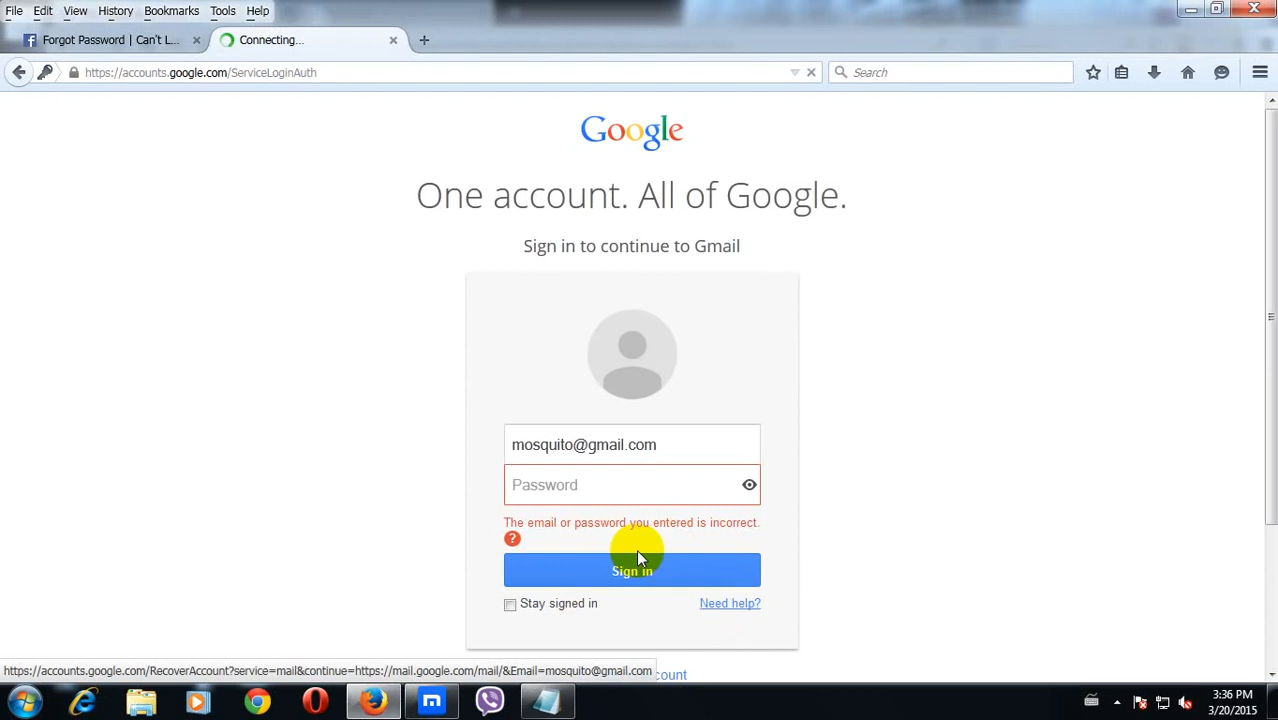 File Edit View History Bookmarks Tools Help
Forgot Password | Can't L...
Connecting...
https://accounts.google.com/ServiceLoginAuth
Search
Google
One account. All of Google.
Sign in to continue to Gmail
mosquito@gmail.com
Password
The email or password you entered is incorrect.
?
Sign in
Stay signed in
Need help?
https://accounts.google.com/RecoverAccount?service=mail&continue=https://mail.google.com/mail/&Email=mosquito@gmail.com
count
3:36 PM
3/20/2015